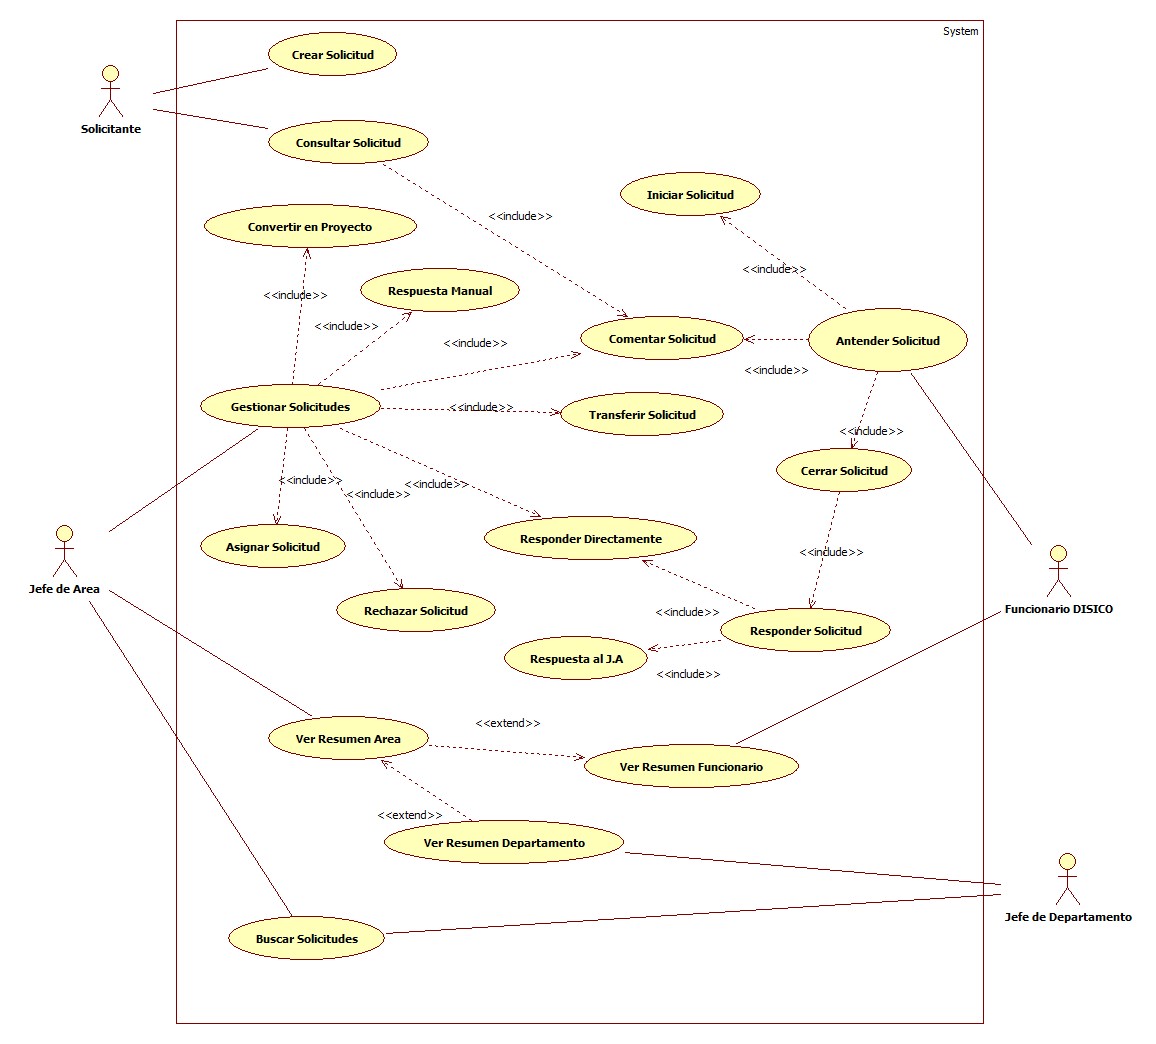 System
Crear Solicitud
Solicitante
Consultar Solicitud
Iniciar Solicitud
<<include>>
Convertir en Proyecto
<<include>>
Respuesta Manual
<<include>>
<<include>>
Comentar Solicitud
Antender Solicitud
<<include>>
<<include>>
Gestionar Solicitudes
<<include>>
Transferir Solicitud
<<include>>
Cerrar Solicitud
<<include>>
<<include>>
<<include>>
Asignar Solicitud
Responder Directamente
<<include>>
Jefe de Area
Rechazar Solicitud
Funcionario DISICO
<<include>>
Responder Solicitud
Respuesta al J.A
<<include>>
<<extend>>
Ver Resumen Area
Ver Resumen Funcionario
<<extend>>
Ver Resumen Departamento
Jefe de Departamento
Buscar Solicitudes